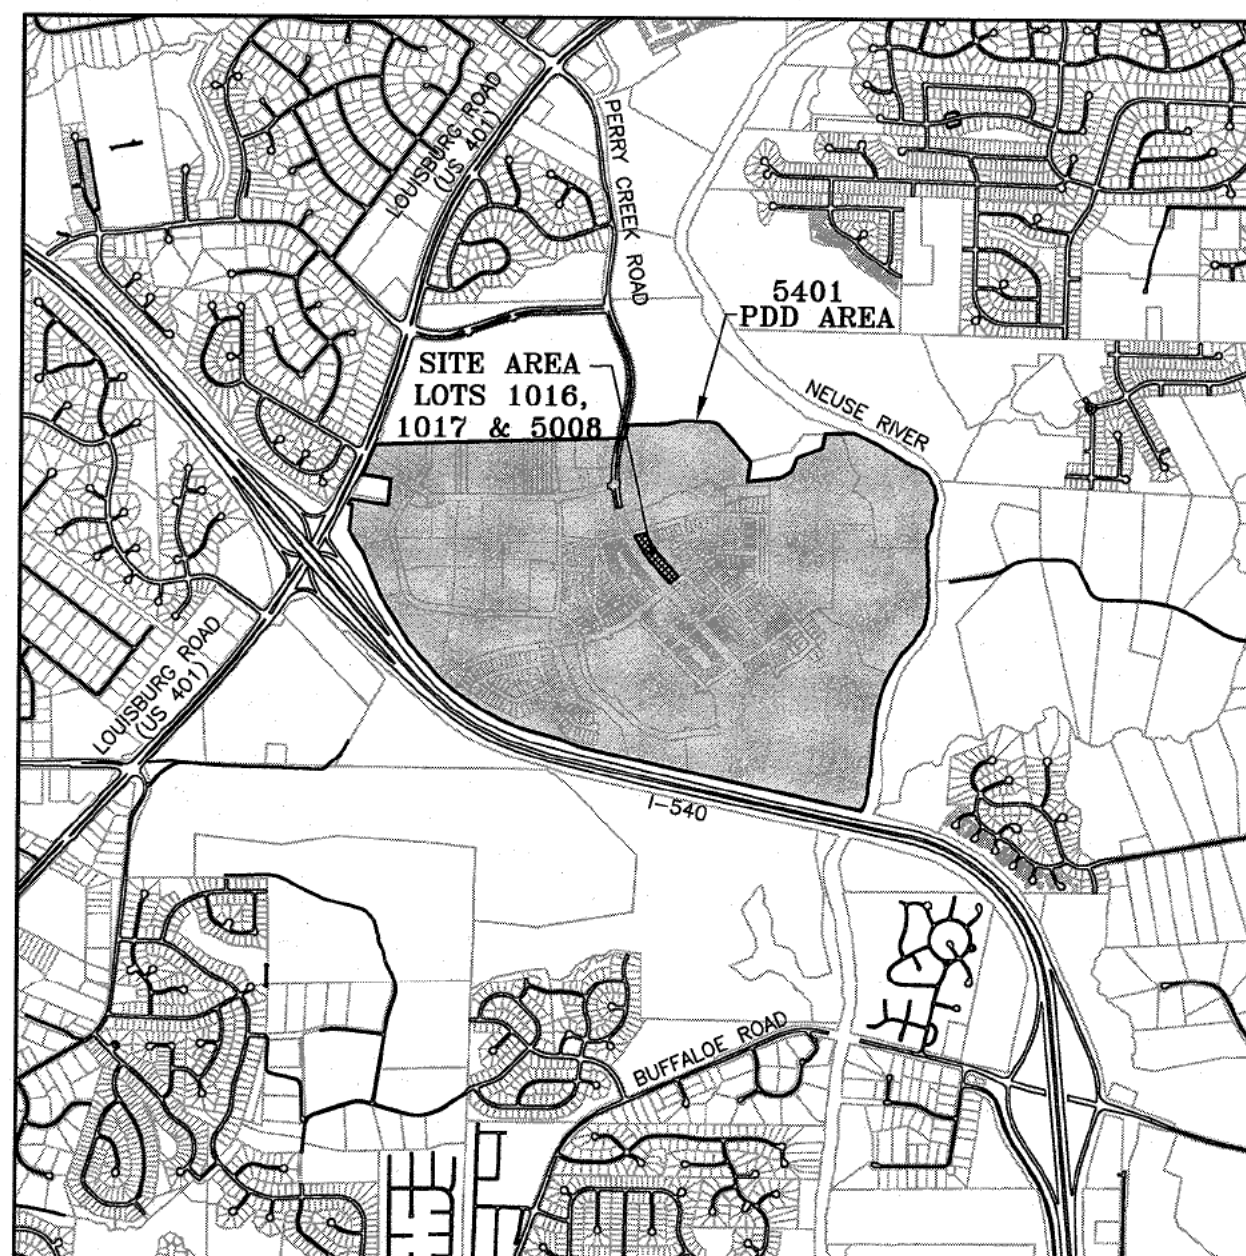 LOUISBURG ROAD
(US 401)
PERRY CREEK ROAD
5401
PDD AREA
SITE AREA
LOTS 1016,
1017 & 5008
NEUSE RIVER
LOUISBURG ROAD
(US 401)
I-540
BUFFALOE ROAD